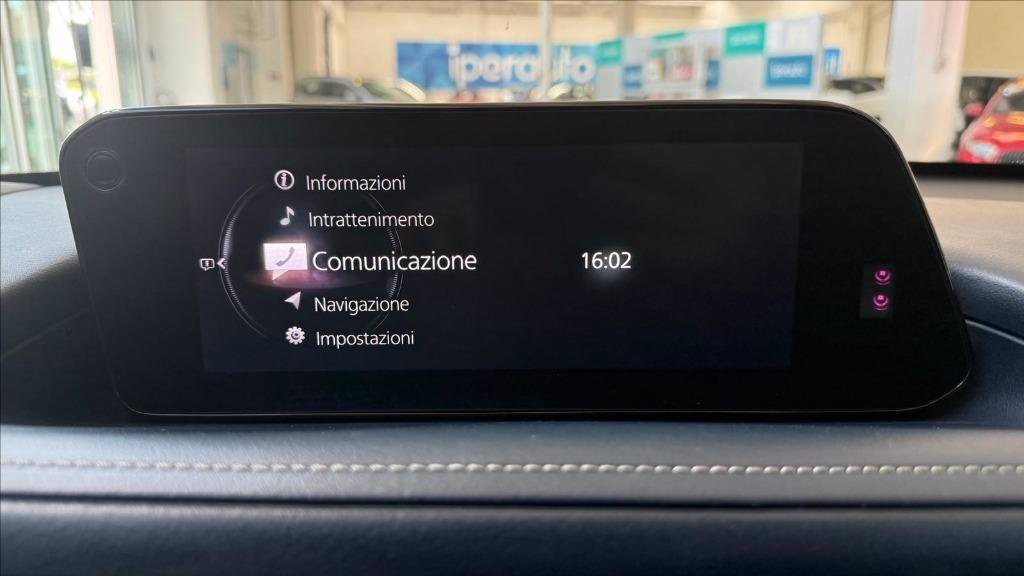 iperauto
Informazioni
Intrattenimento
Comunicazione
16:02
Navigazione
Impostazioni